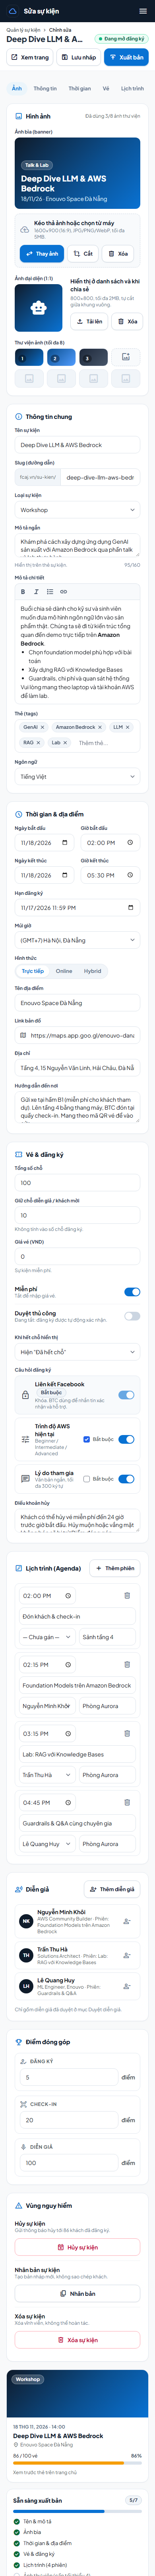 Sửa sự kiện
Quản lý sự kiện > Chỉnh sửa
Deep Dive LLM & A...
Đang mở đăng ký
Xem trang
Lưu nháp
Xuất bản
Ảnh
Thông tin
Thời gian
Vé
Lịch trình
Hình ảnh
Đã dùng 3/8 ảnh thư viện
Ảnh bìa (banner)
Talk & Lab
Deep Dive LLM & AWS
Bedrock
18/11/26 · Enouvo Space Đà Nẵng
Kéo thả ảnh hoặc chọn từ máy
1600×900 (16:9), JPG/PNG/WebP, tối đa
5MB.
Thay ảnh
Cắt
Xóa
Ảnh đại diện (1:1)
Hiển thị ở danh sách và khi
chia sẻ
800×800, tối đa 2MB, tự cắt
giữa khung vuông.
Tải lên
Xóa
Thư viện ảnh (tối đa 8)
1
2
3
Thông tin chung
Tên sự kiện
Deep Dive LLM & AWS Bedrock
Slug (đường dẫn)
fcaj.vn/su-kien/
deep-dive-llm-aws-bedr
Loại sự kiện
Workshop
Mô tả ngắn
Khám phá cách xây dựng ứng dụng GenAI
sản xuất với Amazon Bedrock qua phần talk
Hiển thị trên thẻ sự kiện
95/160
Mô tả chi tiết
Buổi chia sẻ dành cho kỹ sư và sinh viên
muốn đưa mô hình ngôn ngữ lớn vào sản
phẩm thật. Chúng ta sẽ đi từ kiến trúc tổng
quan đến lab thực hành trực tiếp trên Amazon
Bedrock.
• Chọn foundation model phù hợp với bài
toán
• Xây dựng RAG với Knowledge Bases
• Guardrails, chi phí và quan sát hệ thống
Vui lòng mang theo laptop và tài khoản AWS
để làm lab.
Thẻ (tags)
GenAI
Amazon Bedrock
LLM
RAG
Lab
Thêm thẻ...
Ngôn ngữ
Tiếng Việt
Thời gian & địa điểm
Ngày bắt đầu
Giờ bắt đầu
11/18/2026
02:00 PM
Ngày kết thúc
Giờ kết thúc
11/18/2026
05:30 PM
Hạn đăng ký
11/17/2026 11:59 PM
Múi giờ
(GMT+7) Hà Nội, Đà Nẵng
Hình thức
Trực tiếp
Online
Hybrid
Tên địa điểm
Enouvo Space Đà Nẵng
Link bản đồ
https://maps.app.goo.gl/enouvo-danang
Địa chỉ
Tầng 4, 15 Nguyễn Văn Linh, Hải Châu, Đà Nẵ
Hướng dẫn đến nơi
Gửi xe tại hầm B1 (miễn phí cho khách tham
dự). Lên tầng 4 bằng thang máy, BTC đón tại
quầy check-in. Mang theo mã QR vé để vào
Vé & đăng ký
Tổng số chỗ
100
Giữ chỗ diễn giả / khách mời
10
Không tính vào số chỗ đăng ký.
Giá vé (VND)
0
Sự kiện miễn phí.
Miễn phí
Tắt để nhập giá vé.
Duyệt thủ công
Đang tắt: đăng ký được tự động xác nhận.
Khi hết chỗ hiển thị
Hiện "Đã hết chỗ"
Câu hỏi đăng ký
Liên kết Facebook
Bắt buộc
Khóa. BTC dùng để nhắn tin xác
nhận và hỗ trợ.
Trình độ AWS
hiện tại
Beginner /
Intermediate /
Advanced
Bắt buộc
Lý do tham gia
Văn bản ngắn, tối
đa 300 ký tự
Bắt buộc
Điều khoản hủy
Khách có thể hủy vé miễn phí đến 24 giờ
trước giờ bắt đầu. Hủy muộn hoặc vắng mặt
Lịch trình (Agenda)
Thêm phiên
02:00 PM
Đón khách & check-in
— Chưa gán —
Sảnh tầng 4
02:15 PM
Foundation Models trên Amazon Bedrock
Nguyễn Minh Khôi
Phòng Aurora
03:15 PM
Lab: RAG với Knowledge Bases
Trần Thu Hà
Phòng Aurora
04:45 PM
Guardrails & Q&A cùng chuyên gia
Lê Quang Huy
Phòng Aurora
Diễn giả
Thêm diễn giả
NK
Nguyễn Minh Khôi
AWS Community Builder · Phiên:
Foundation Models trên Amazon
Bedrock
TH
Trần Thu Hà
Solutions Architect · Phiên: Lab:
RAG với Knowledge Bases
LH
Lê Quang Huy
ML Engineer, Enouvo · Phiên:
Guardrails & Q&A
Chỉ gồm diễn giả đã duyệt ở mục Duyệt diễn giả.
Điểm đóng góp
ĐĂNG KÝ
5
điểm
CHECK-IN
20
điểm
DIỄN GIẢ
100
điểm
Vùng nguy hiểm
Hủy sự kiện
Gửi thông báo hủy tới 86 khách đã đăng ký.
Hủy sự kiện
Nhân bản sự kiện
Tạo bản nháp mới, không sao chép khách.
Nhân bản
Xóa sự kiện
Xóa vĩnh viễn, không thể hoàn tác.
Xóa sự kiện
Workshop
18 THG 11, 2026 · 14:00
Deep Dive LLM & AWS Bedrock
Enouvo Space Đà Nẵng
86 / 100 vé
86%
Xem trước thẻ trên trang chủ.
Sẵn sàng xuất bản
5/7
Tên & mô tả
Ảnh bìa
Thời gian & địa điểm
Vé & đăng ký
Lịch trình (4 phiên)